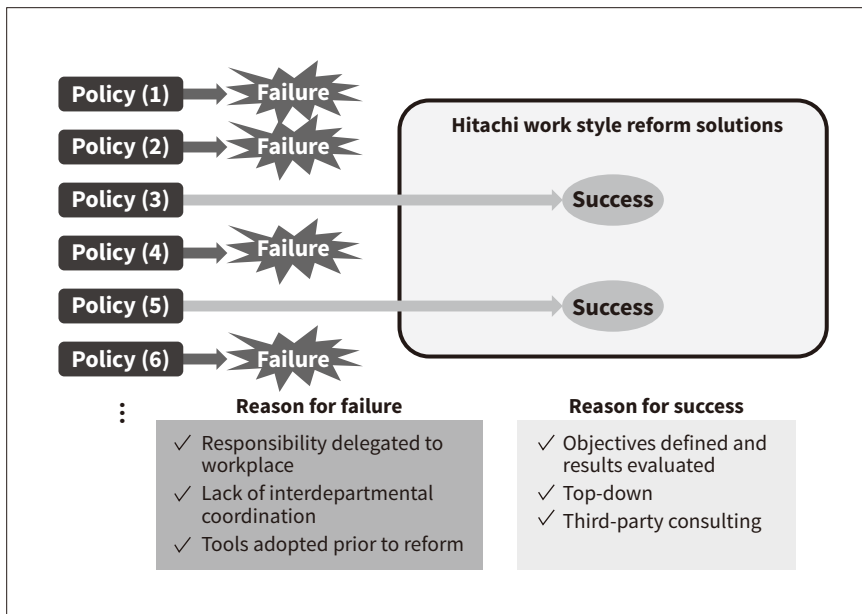 Policy (1)
Failure
Hitachi work style reform solutions
Policy (2)
Failure
Policy (3)
Success
Policy (4)
Failure
Policy (5)
Success
Policy (6)
Failure
⋮
Reason for failure
✓ Responsibility delegated to
workplace
✓ Lack of interdepartmental
coordination
✓ Tools adopted prior to reform
Reason for success
✓ Objectives defined and
results evaluated
✓ Top-down
✓ Third-party consulting